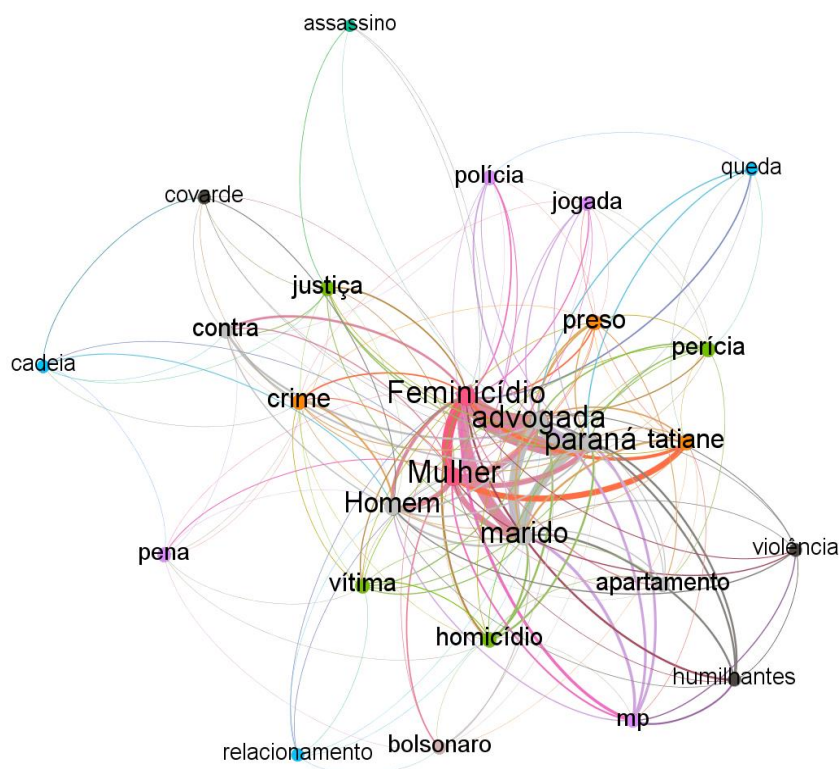 assassino
queda
polícia
covarde
jogada
justiça
contra
preso
perícia
cadeia
Feminicídio
crime
advogada
paraná
tatiane
Mulher
Homem
marido
violência
pena
vítima
apartamento
homicídio
humilhantes
mp
bolsonaro
relacionamento